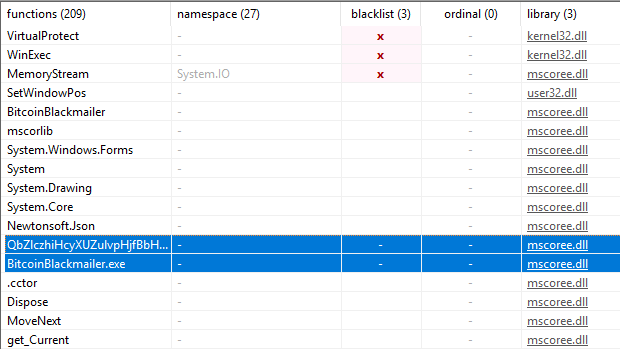 functions (209) namespace (27) blacklist (3) ordinal (0) library (3)
VirtualProtect - x - kernel32.dll
WinExec - x - kernel32.dll
MemoryStream System.IO x - mscoree.dll
SetWindowPos - - - user32.dll
BitcoinBlackmailer - - - mscoree.dll
mscorlib - - - mscoree.dll
System.Windows.Forms - - - mscoree.dll
System - - - mscoree.dll
System.Drawing - - - mscoree.dll
System.Core - - - mscoree.dll
Newtonsoft.Json - - - mscoree.dll
QbZIczhiHcyXUZulvpHjfBbH... - - - mscoree.dll
BitcoinBlackmailer.exe - - - mscoree.dll
.cctor - - - mscoree.dll
Dispose - - - mscoree.dll
MoveNext - - - mscoree.dll
get_Current - - - mscoree.dll